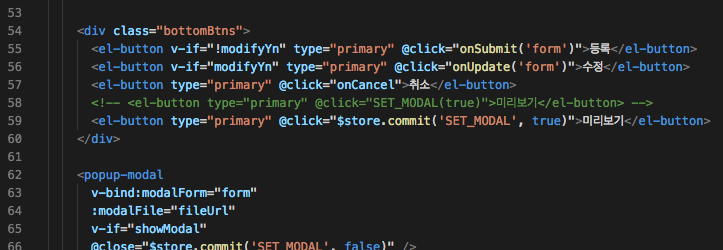 53
54 <div class="bottomBtns">
55 <el-button v-if="!modifyYn" type="primary" @click="onSubmit('form')">등록</el-button>
56 <el-button v-if="modifyYn" type="primary" @click="onUpdate('form')">수정</el-button>
57 <el-button type="primary" @click="onCancel">취소</el-button>
58 <!-- <el-button type="primary" @click="SET_MODAL(true)">미리보기</el-button> -->
59 <el-button type="primary" @click="$store.commit('SET_MODAL', true)">미리보기</el-button>
60 </div>
61
62 <popup-modal
63 v-bind:modalForm="form"
64 :modalFile="fileUrl"
65 v-if="showModal"
66 @close="$store.commit('SET_MODAL', false)" />